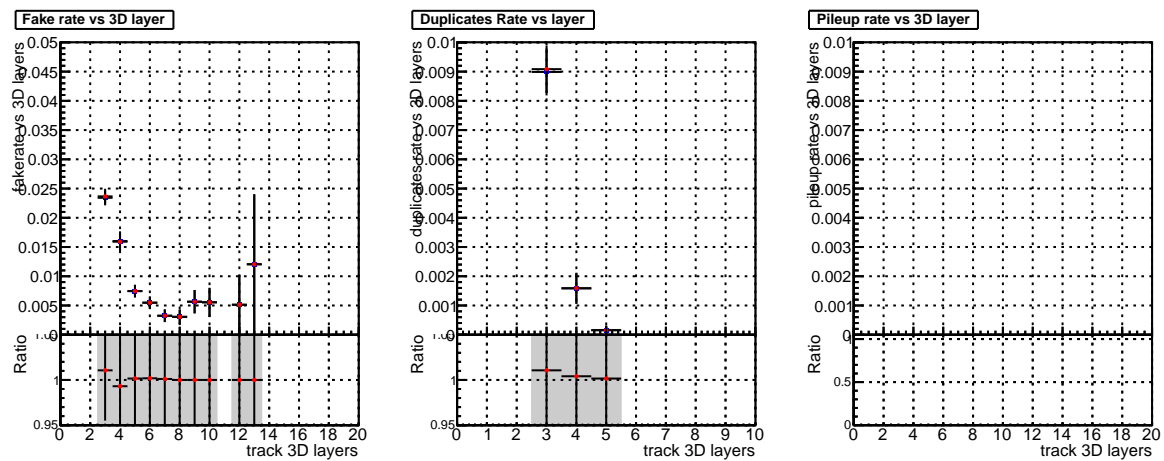 Fake rate vs 3D layer
fakerate vs 3D layers
0.05
0.045
0.04
0.035
0.03
0.025
0.02
0.015
0.01
0.005
0
Ratio
1
0.95
0 2 4 6 8 10 12 14 16 18 20
track 3D layers
Duplicates Rate vs layer
duplicates rate vs 3D layers
0.01
0.009
0.008
0.007
0.006
0.005
0.004
0.003
0.002
0.001
0
Ratio
1
0.95
0 1 2 3 4 5 6 7 8 9 10
track 3D layers
Pileup rate vs 3D layer
pileup rate vs 3D layers
0.01
0.009
0.008
0.007
0.006
0.005
0.004
0.003
0.002
0.001
0
Ratio
1
0.5
0
0 2 4 6 8 10 12 14 16 18 20
track 3D layers